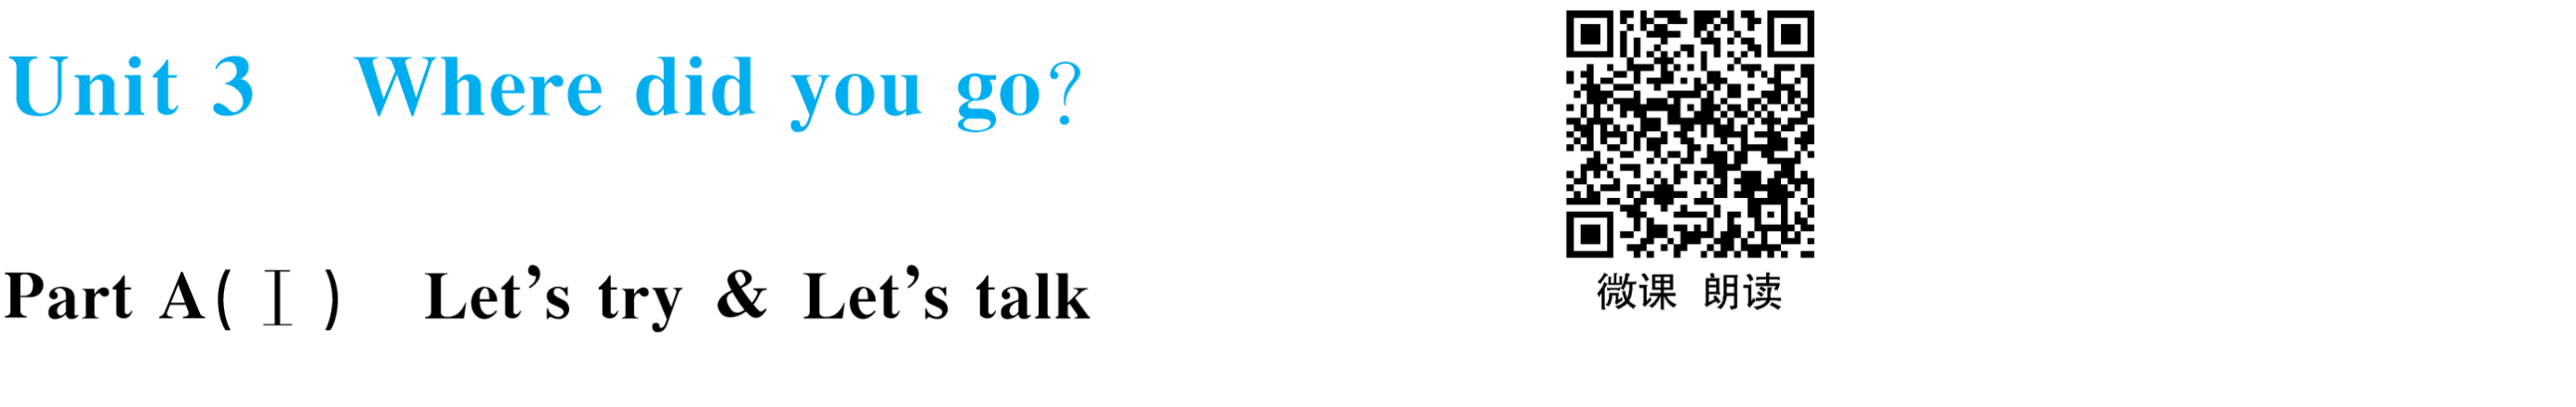 Unit 3 Where did you go?
Part A(Ⅰ) Let's try & Let's talk
微课 朗读